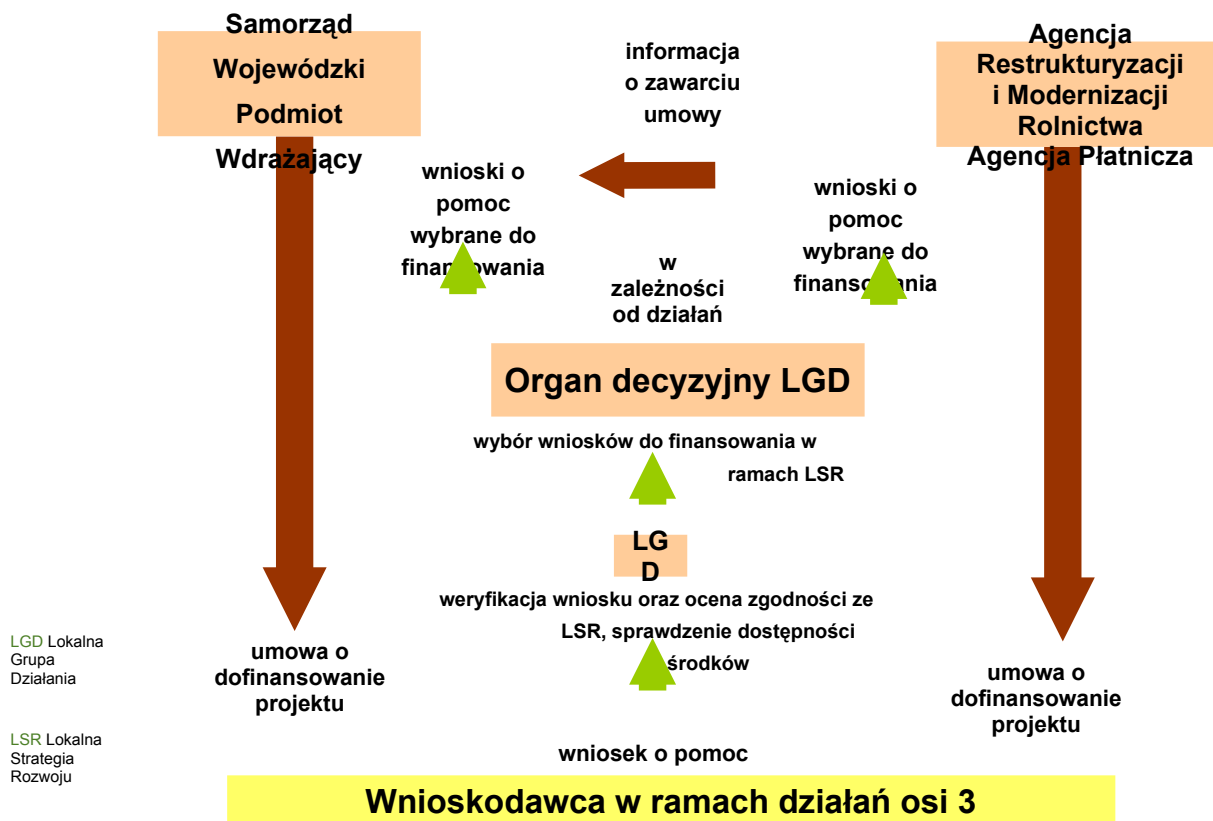 Samorząd
Wojewódzki
Podmiot
Wdrażający
informacja
o zawarciu
umowy
Agencja
Restrukturyzacji
i Modernizacji
Rolnictwa
Agencja Płatnicza
wnioski o
pomoc
wybrane do
finansowania
w
zależności
od działań
wnioski o
pomoc
wybrane do
finansowania
Organ decyzyjny LGD
wybór wniosków do finansowania w
ramach LSR
LG
D
weryfikacja wniosku oraz ocena zgodności ze
LSR, sprawdzenie dostępności
środków
LGD Lokalna
Grupa
Działania
umowa o
dofinansowanie
projektu
umowa o
dofinansowanie
projektu
LSR Lokalna
Strategia
Rozwoju
wniosek o pomoc
Wnioskodawca w ramach działań osi 3